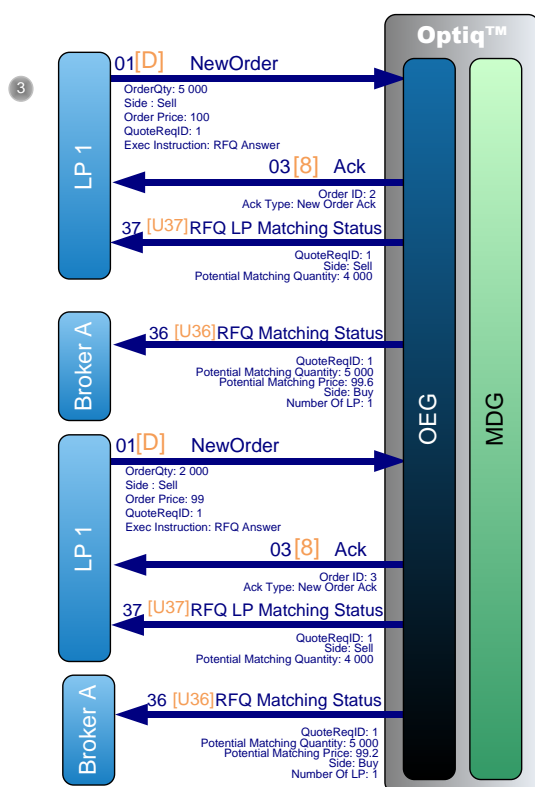 Optiq™
3
01[D] NewOrder
OrderQty: 5 000
Side : Sell
Order Price: 100
QuoteReqID: 1
Exec Instruction: RFQ Answer
LP 1
03 [8] Ack
Order ID: 2
Ack Type: New Order Ack
37 [U37]RFQ LP Matching Status
QuoteReqID: 1
Side: Sell
Potential Matching Quantity: 4 000
Broker A
36 [U36]RFQ Matching Status
QuoteReqID: 1
Potential Matching Quantity: 5 000
Potential Matching Price: 99.6
Side: Buy
Number Of LP: 1
OEG
MDG
01[D] NewOrder
OrderQty: 2 000
Side : Sell
Order Price: 99
QuoteReqID: 1
Exec Instruction: RFQ Answer
LP 1
03 [8] Ack
Order ID: 3
Ack Type: New Order Ack
37 [U37]RFQ LP Matching Status
QuoteReqID: 1
Side: Sell
Potential Matching Quantity: 4 000
Broker A
36 [U36]RFQ Matching Status
QuoteReqID: 1
Potential Matching Quantity: 5 000
Potential Matching Price: 99.2
Side: Buy
Number Of LP: 1